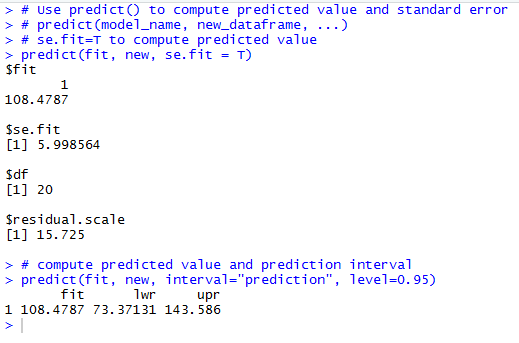 > # Use predict() to compute predicted value and standard error
> # predict(model_name, new_dataframe, ...)
> # se.fit=T to compute predicted value
> predict(fit, new, se.fit = T)
$fit
1
108.4787
$se.fit
[1] 5.998564
$df
[1] 20
$residual.scale
[1] 15.725
> # compute predicted value and prediction interval
> predict(fit, new, interval="prediction", level=0.95)
fit lwr upr
1 108.4787 73.37131 143.586
>